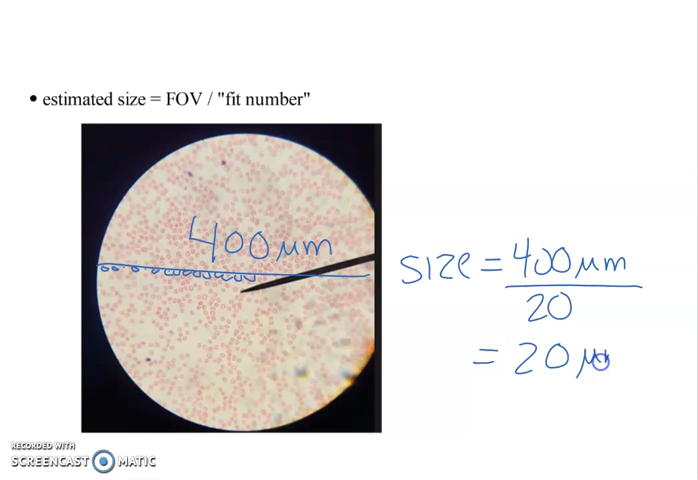 • estimated size = FOV / "fit number"
400 µm
size = 400 µm
20
= 20 µm
RECORDED WITH
SCREENCAST MATIC